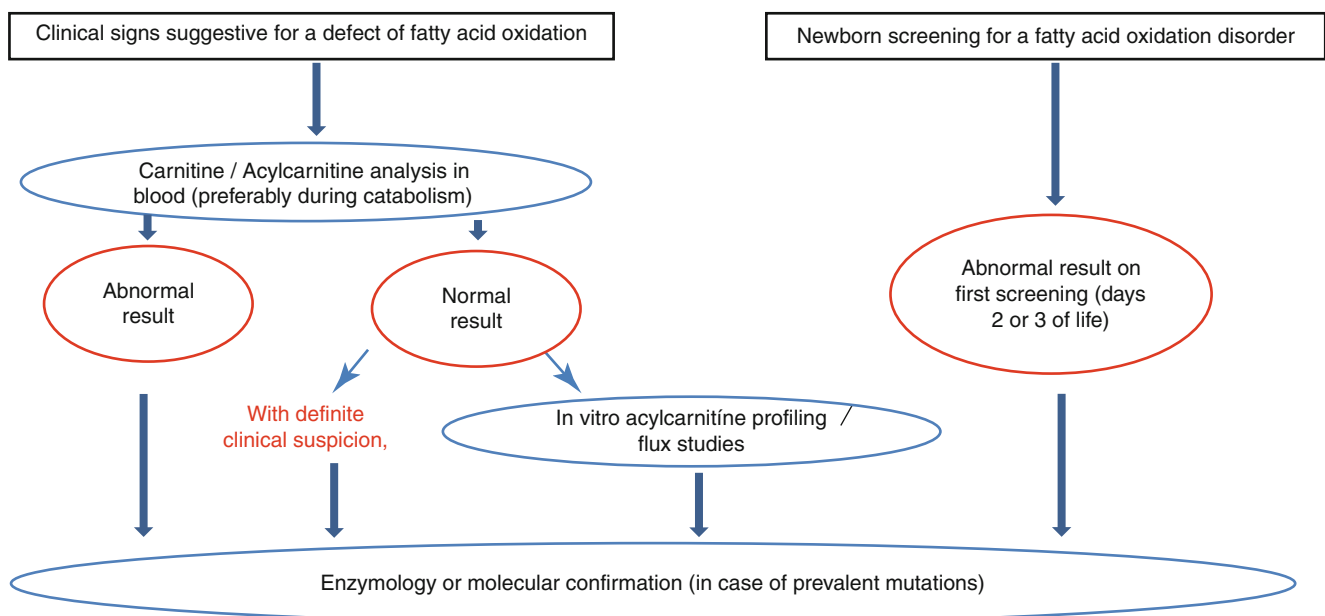 Clinical signs suggestive for a defect of fatty acid oxidation
Newborn screening for a fatty acid oxidation disorder
Carnitine / Acylcarnitine analysis in
blood (preferably during catabolism)
Abnormal
result
Normal
result
Abnormal result on
first screening (days
2 or 3 of life)
With definite
clinical suspicion,
In vitro acylcarnitíne profiling /
flux studies
Enzymology or molecular confirmation (in case of prevalent mutations)